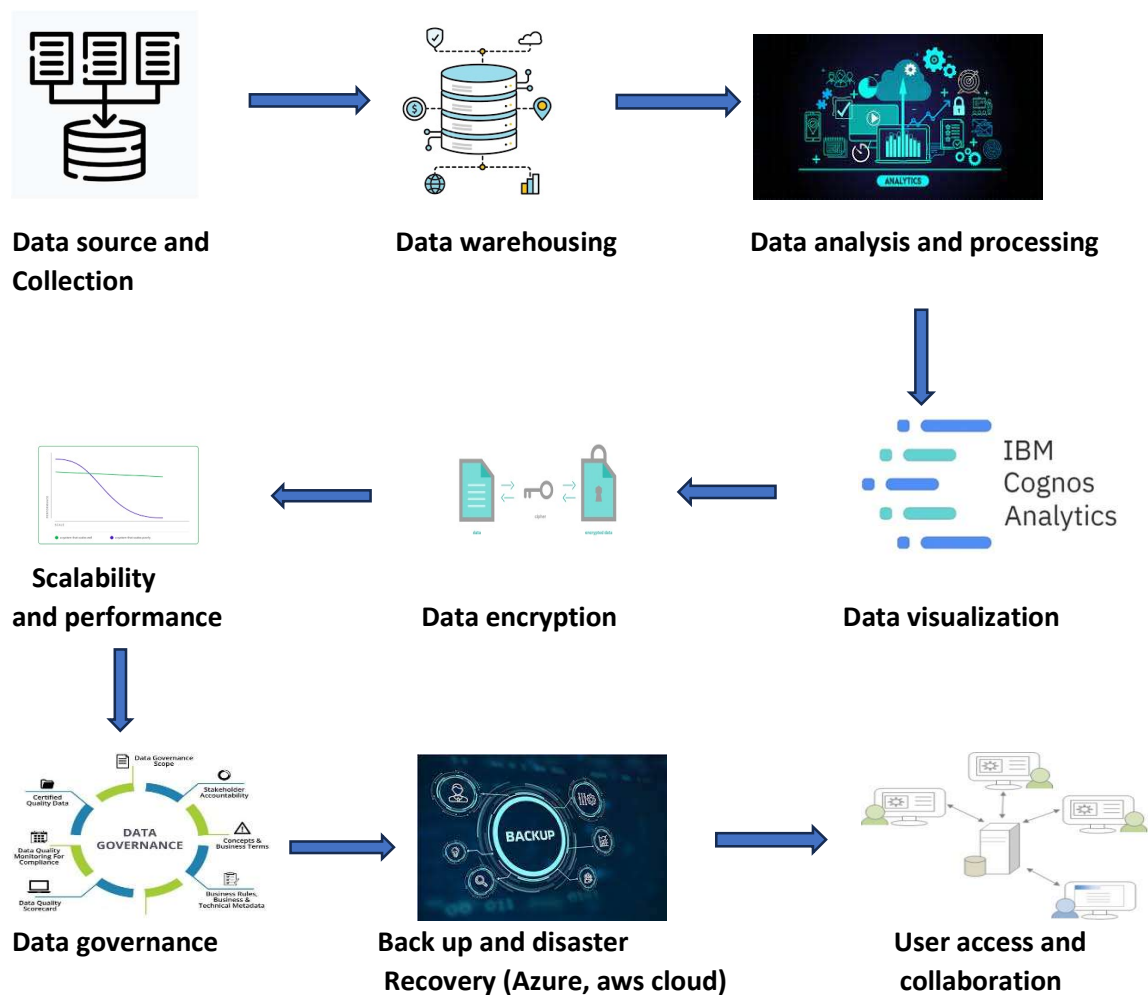 ANALYTICS
Data source and
Collection
Data warehousing
Data analysis and processing
IBM
Cognos
Analytics
data
encrypted data
Scalability
and performance
Data encryption
Data visualization
Data Governance
Scope
Stakeholder
Accountability
Certified
Quality Data
DATA
GOVERNANCE
Concepts &
Business Terms
Data Quality
Monitoring For
Compliance
Business Rules,
Business &
Technical Metadata
Data Quality
Scorecard
BACKUP
Data governance
Back up and disaster
Recovery (Azure, aws cloud)
User access and
collaboration